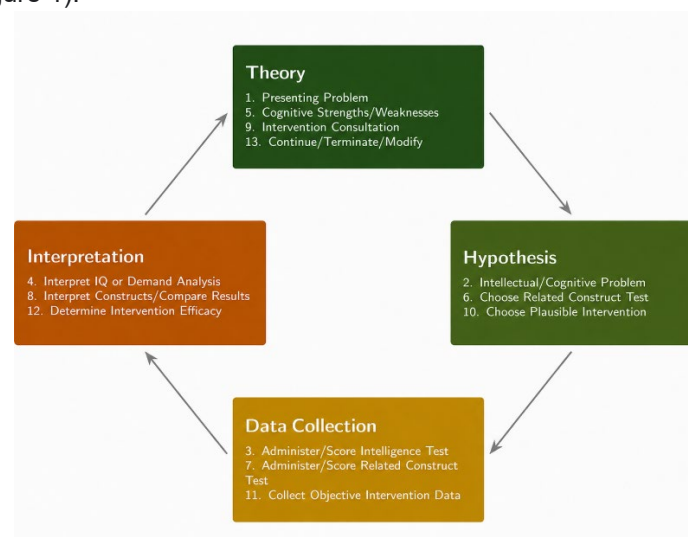 Figure 1).
Theory
1. Presenting Problem
5. Cognitive Strengths/Weaknesses
9. Intervention Consultation
13. Continue/Terminate/Modify
Interpretation
4. Interpret IQ or Demand Analysis
8. Interpret Constructs/Compare Results
12. Determine Intervention Efficacy
Hypothesis
2. Intellectual/Cognitive Problem
6. Choose Related Construct Test
10. Choose Plausible Intervention
Data Collection
3. Administer/Score Intelligence Test
7. Administer/Score Related Construct
Test
11. Collect Objective Intervention Data